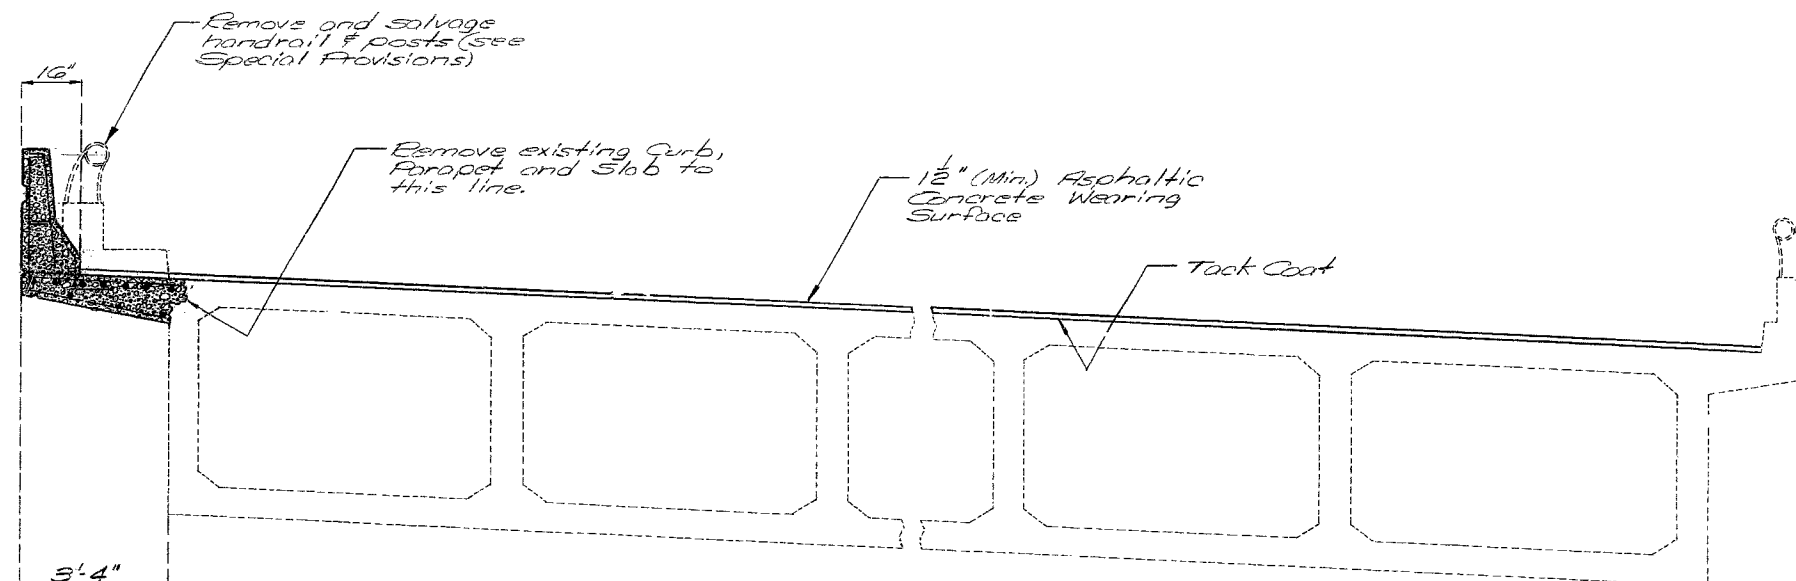 Remove and salvage
handrail & posts (see
Special Provisions)
16"
Remove existing Curb,
Parapet and Slab to
this line.
1½" (Min.) Asphaltic
Concrete Wearing
Surface
Tack Coat
3'-4"